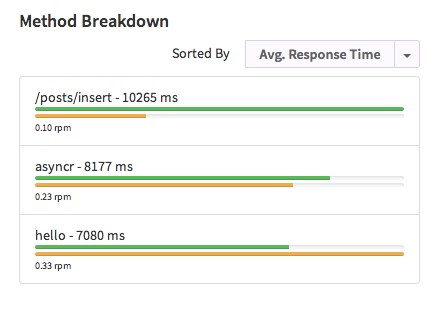 Method Breakdown
Sorted By Avg. Response Time
/posts/insert - 10265 ms
0.10 rpm
asyncr - 8177 ms
0.23 rpm
hello - 7080 ms
0.33 rpm